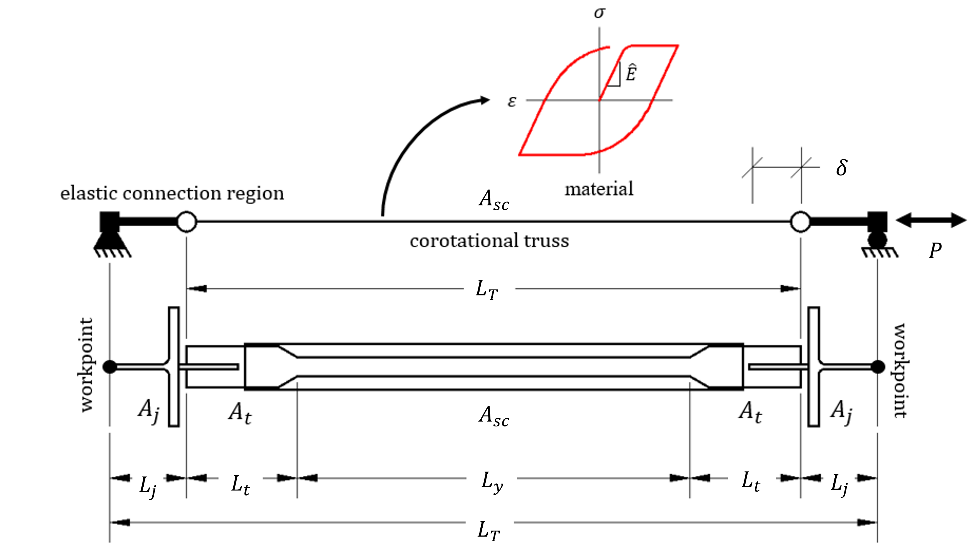 σ
Ê
ε
material
δ
elastic connection region
A_sc
corotational truss
P
L_T
workpoint
workpoint
A_j
A_t
A_sc
A_t
A_j
L_j
L_t
L_y
L_t
L_j
L_T